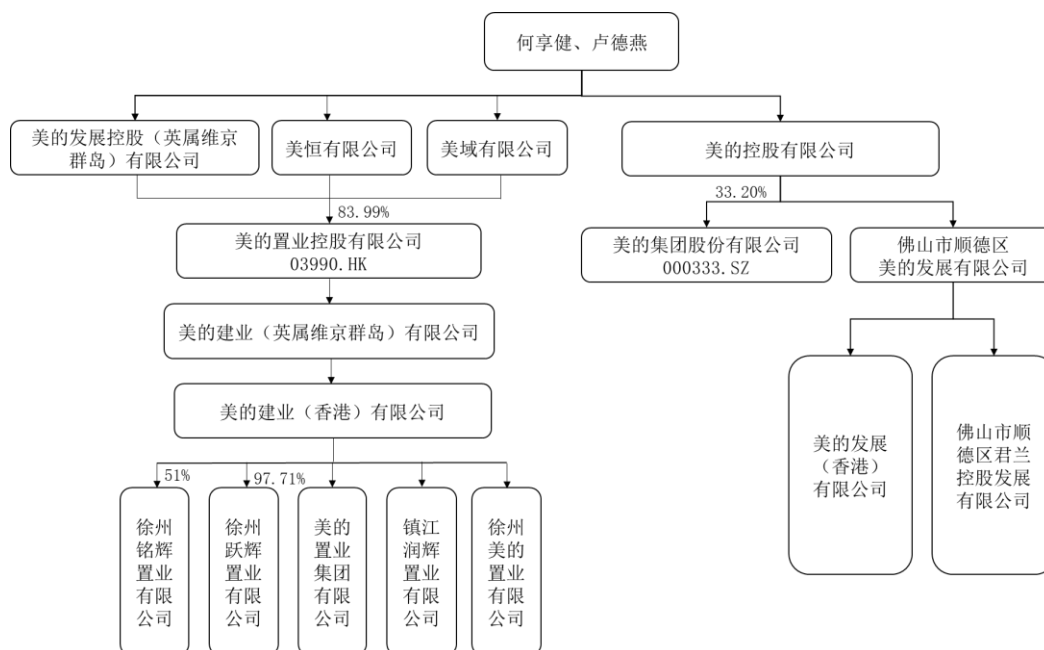 何享健、卢德燕
美的发展控股（英属维京
群岛）有限公司
美恒有限公司
美域有限公司
美的控股有限公司
83.99%
33.20%
美的置业控股有限公司
03990.HK
美的集团股份有限公司
000333.SZ
佛山市顺德区
美的发展有限公司
美的建业（英属维京群岛）有限公司
美的建业（香港）有限公司
美的发展
（香港）
有限公司
佛山市顺
德区君兰
控股发展
有限公司
51%
97.71%
徐州
铭辉
置业
有限
公司
徐州
跃辉
置业
有限
公司
美的
置业
集团
有限
公司
镇江
润辉
置业
有限
公司
徐州
美的
置业
有限
公司